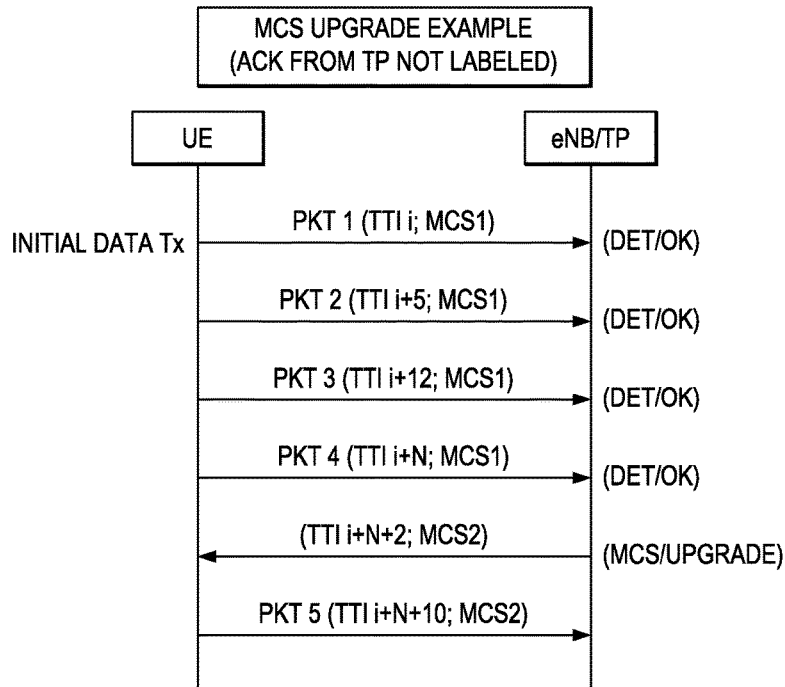 MCS UPGRADE EXAMPLE
(ACK FROM TP NOT LABELED)
UE
eNB/TP
INITIAL DATA Tx
PKT 1 (TTI i; MCS1)
(DET/OK)
PKT 2 (TTI i+5; MCS1)
(DET/OK)
PKT 3 (TTI i+12; MCS1)
(DET/OK)
PKT 4 (TTI i+N; MCS1)
(DET/OK)
(TTI i+N+2; MCS2)
(MCS/UPGRADE)
PKT 5 (TTI i+N+10; MCS2)